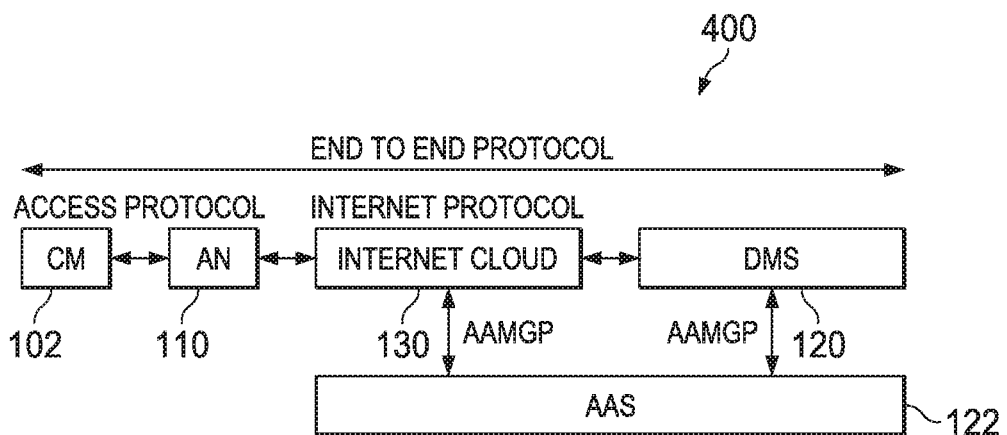 400
END TO END PROTOCOL
ACCESS PROTOCOL INTERNET PROTOCOL
CM AN INTERNET CLOUD DMS
102 110 130 AAMGP AAMGP 120
AAS
122